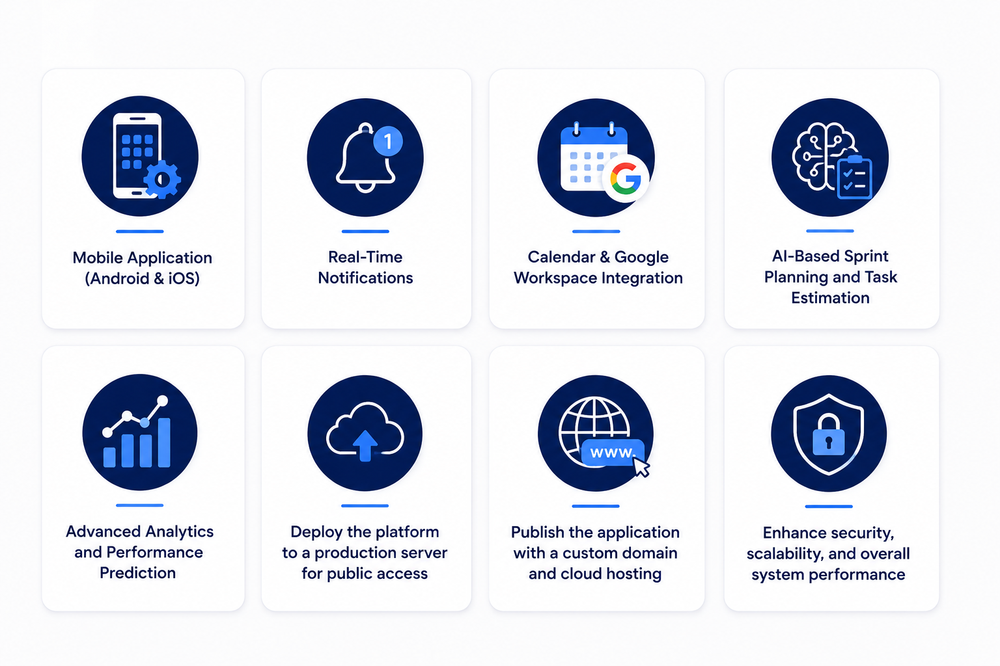 1
Mobile Application
(Android & iOS)
Real-Time
Notifications
G
Calendar & Google
Workspace Integration
AI-Based Sprint
Planning and Task
Estimation
Advanced Analytics
and Performance
Prediction
Deploy the platform
to a production server
for public access
www.
Publish the application
with a custom domain
and cloud hosting
Enhance security,
scalability, and overall
system performance